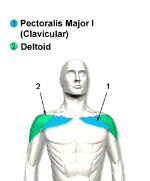 1 Pectoralis Major I
(Clavicular)
2 Deltoid
2 1